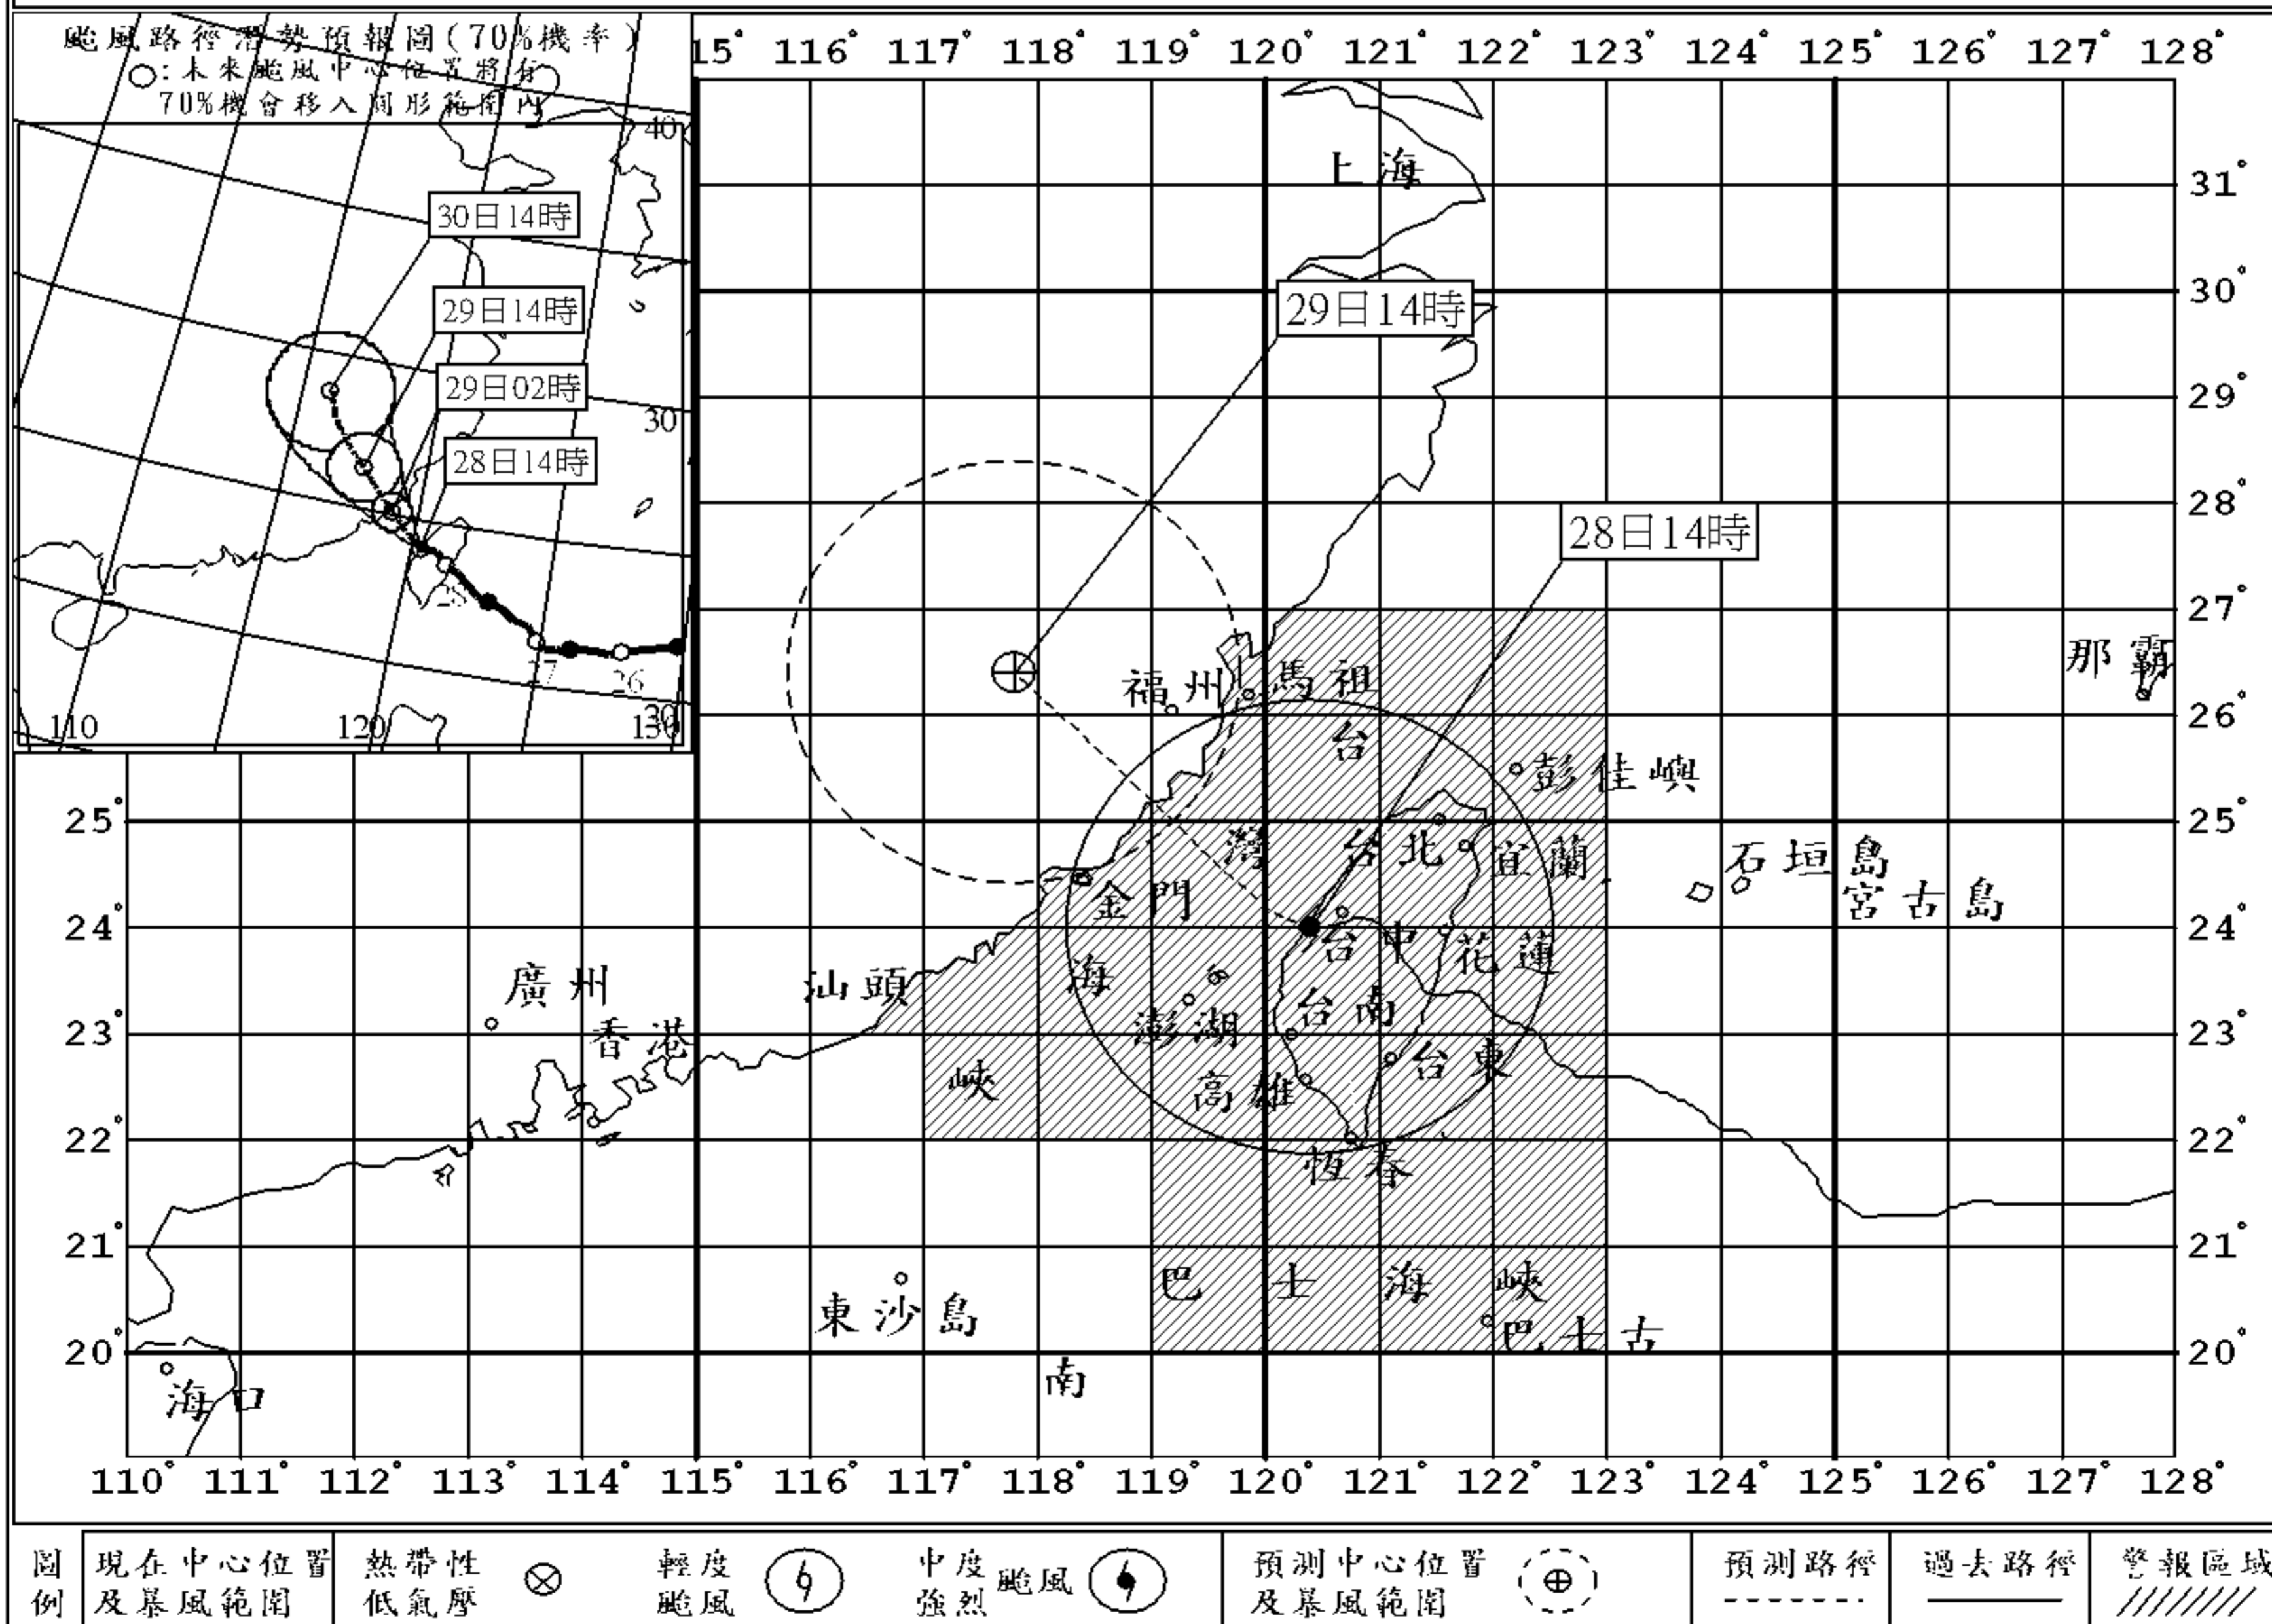 颱風路徑潛勢預報圖(70%機率)
○:未來颱風中心位置將有
70%機會移入圓形範圍內
40
30日14時
29日14時
29日02時
30
28日14時
28
27
26
20
110
120
130
15° 116° 117° 118° 119° 120° 121° 122° 123° 124° 125° 126° 127° 128°
上海
31°
30°
29日14時
29°
28°
28日14時
27°
那霸
福州
馬祖
26°
台
彭佳嶼
25°
25°
灣
台北
宜蘭
石垣島
宮古島
金門
24°
24°
台中
花蓮
海
廣州
汕頭
台南
澎湖
23°
23°
香港
台東
峽
高雄
22°
22°
恆春
21°
21°
巴士海峽
東沙島
巴士古
20°
20°
南
海口
110° 111° 112° 113° 114° 115° 116° 117° 118° 119° 120° 121° 122° 123° 124° 125° 126° 127° 128°
圖例
現在中心位置
及暴風範圍
熱帶性
低氣壓
輕度
颱風
中度
強烈
颱風
預測中心位置
及暴風範圍
預測路徑
過去路徑
警報區域